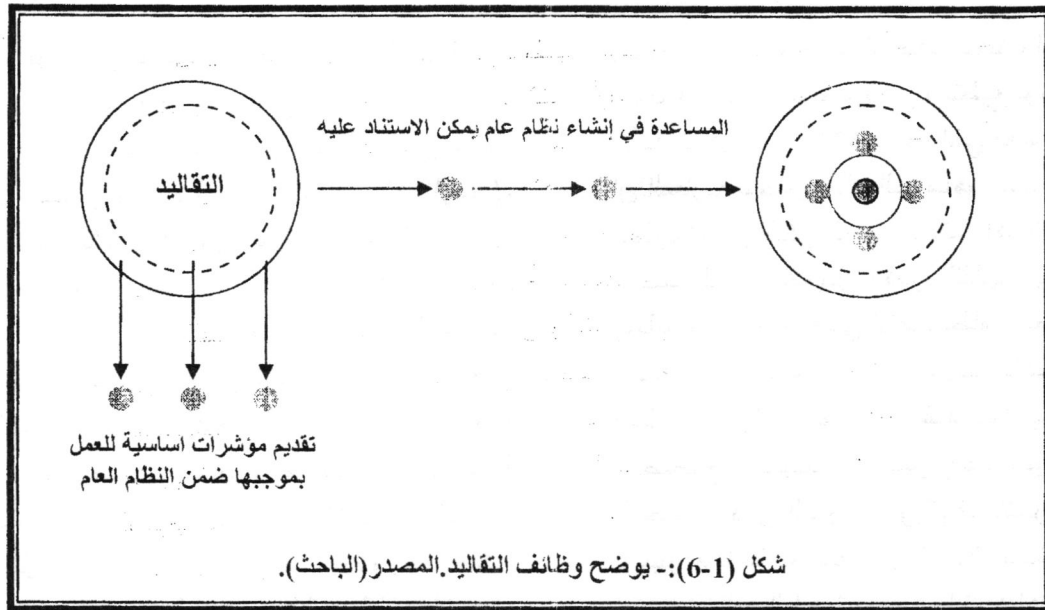 المساعدة في إنشاء نظام عام يمكن الاستناد عليه
التقاليد
تقديم مؤشرات اساسية للعمل
بموجبها ضمن النظام العام
شكل (1-6):- يوضح وظائف التقاليد.المصدر(الباحث).